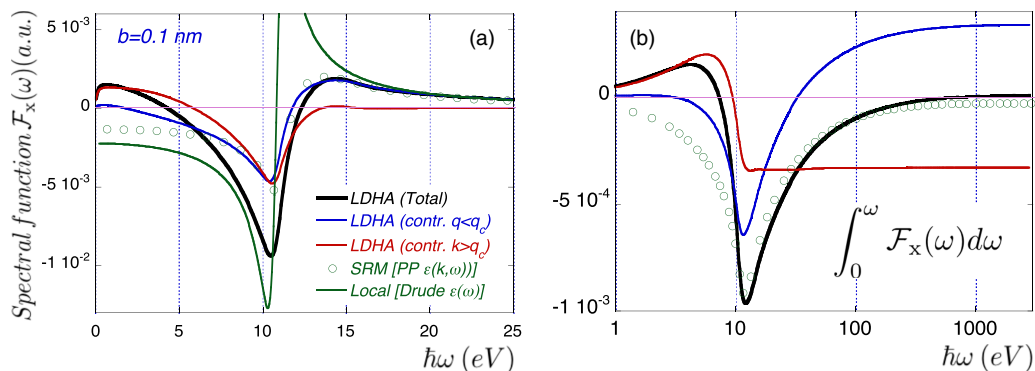 Spectral function 𝓕ₓ(ω)(a.u.)
5 10⁻³
0
-5 10⁻³
-1 10⁻²
b=0.1 nm
(a)
LDHA (Total)
LDHA (contr. q<q_c)
LDHA (contr. k>q_c)
SRM [PP ε(k,ω))]
Local [Drude ε(ω)]
0 5 10 15 20 25
ħω (eV)
(b)
0
-5 10⁻⁴
-1 10⁻³
∫₀^ω 𝓕ₓ(ω)dω
1 10 100 1000
ħω (eV)